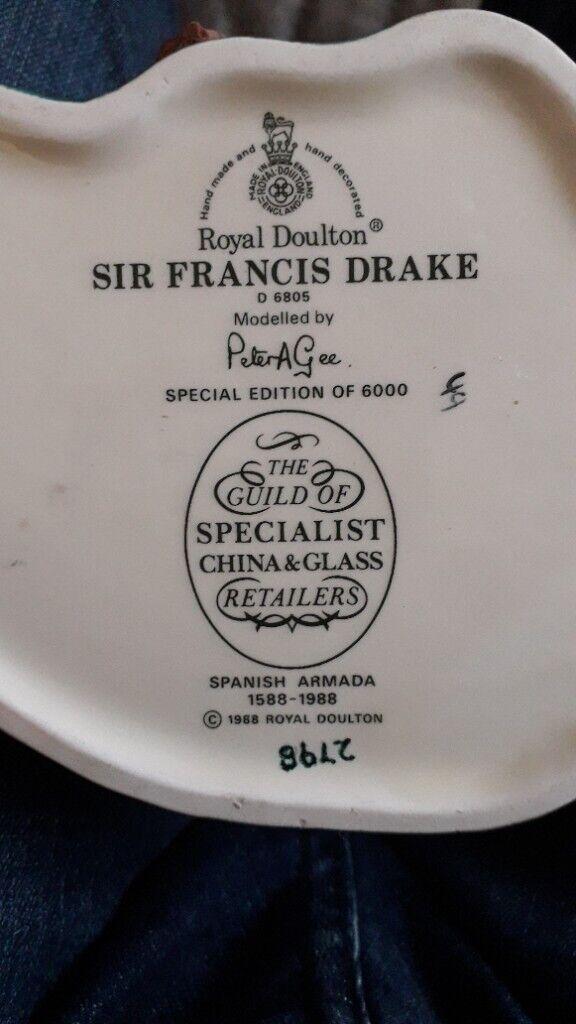 Hand made and hand decorated
MADE IN ENGLAND
ROYAL·DOULTON
ENGLAND
Royal Doulton®
SIR FRANCIS DRAKE
D 6805
Modelled by
Peter A Gee.
SPECIAL EDITION OF 6000
THE
GUILD OF
SPECIALIST
CHINA & GLASS
RETAILERS
SPANISH ARMADA
1588-1988
© 1988 ROYAL DOULTON
2798